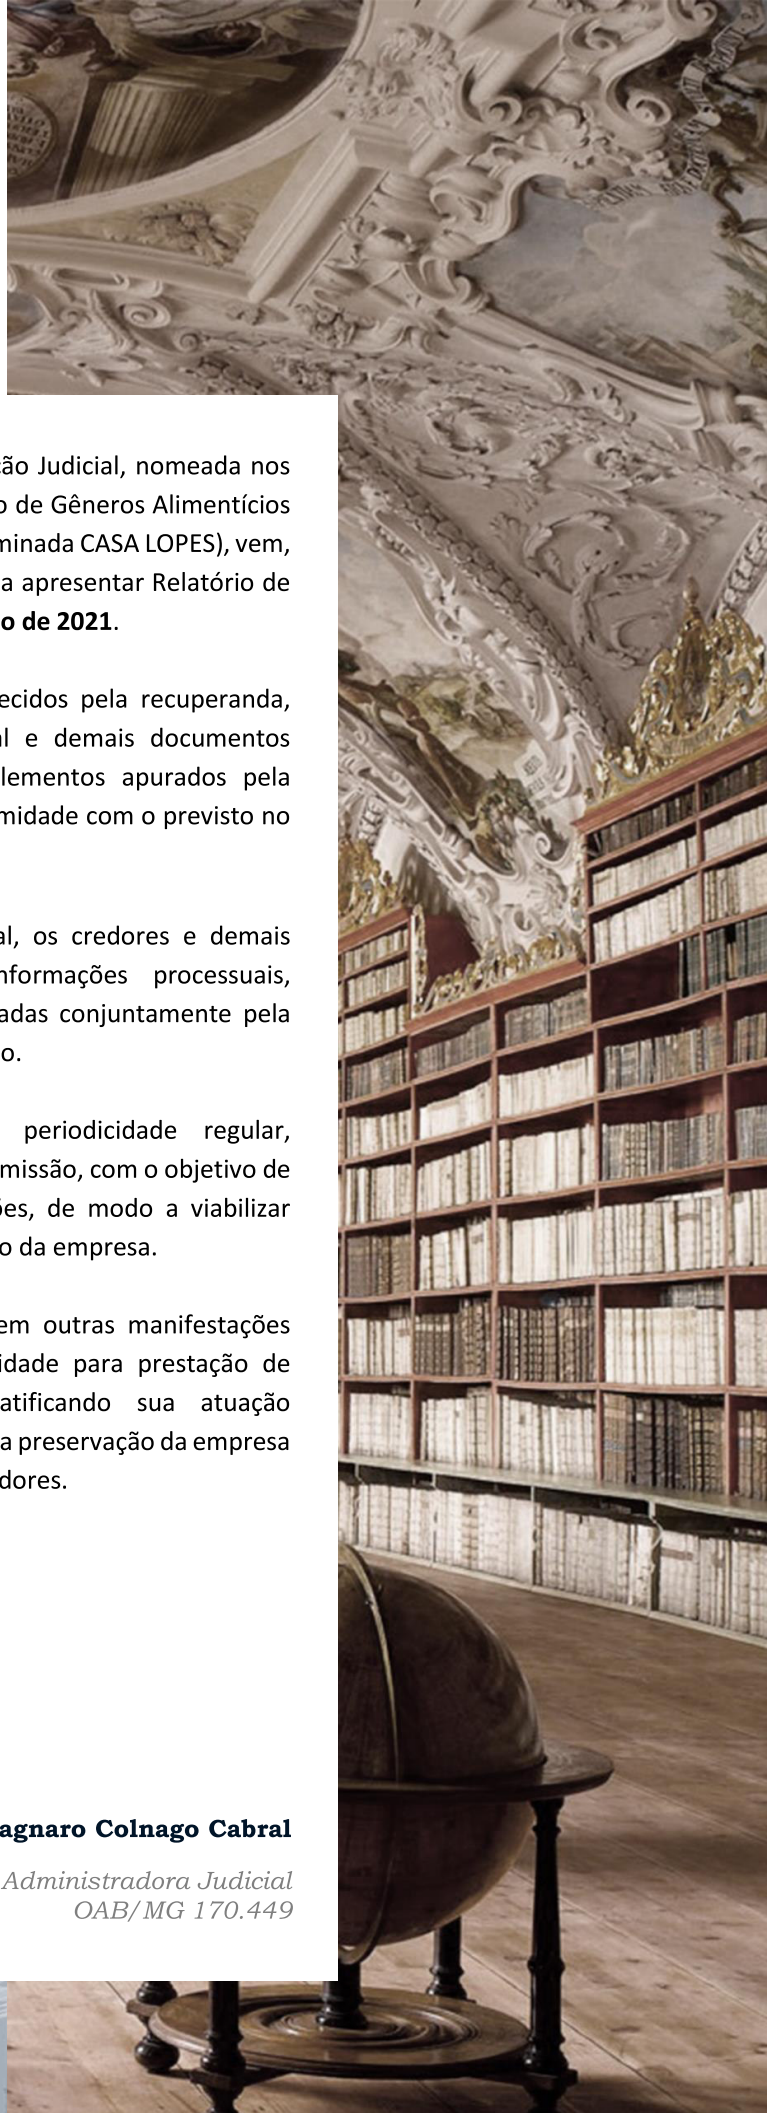 ção Judicial, nomeada nos
o de Gêneros Alimentícios
minada CASA LOPES), vem,
a apresentar Relatório de
o de 2021.
ecidos pela recuperanda,
al e demais documentos
lementos apurados pela
midade com o previsto no
al, os credores e demais
nformações processuais,
adas conjuntamente pela
o.
periodicidade regular,
missão, com o objetivo de
ões, de modo a viabilizar
o da empresa.
em outras manifestações
idade para prestação de
atificando sua atuação
a preservação da empresa
dores.
agnaro Colnago Cabral
Administradora Judicial
OAB/MG 170.449